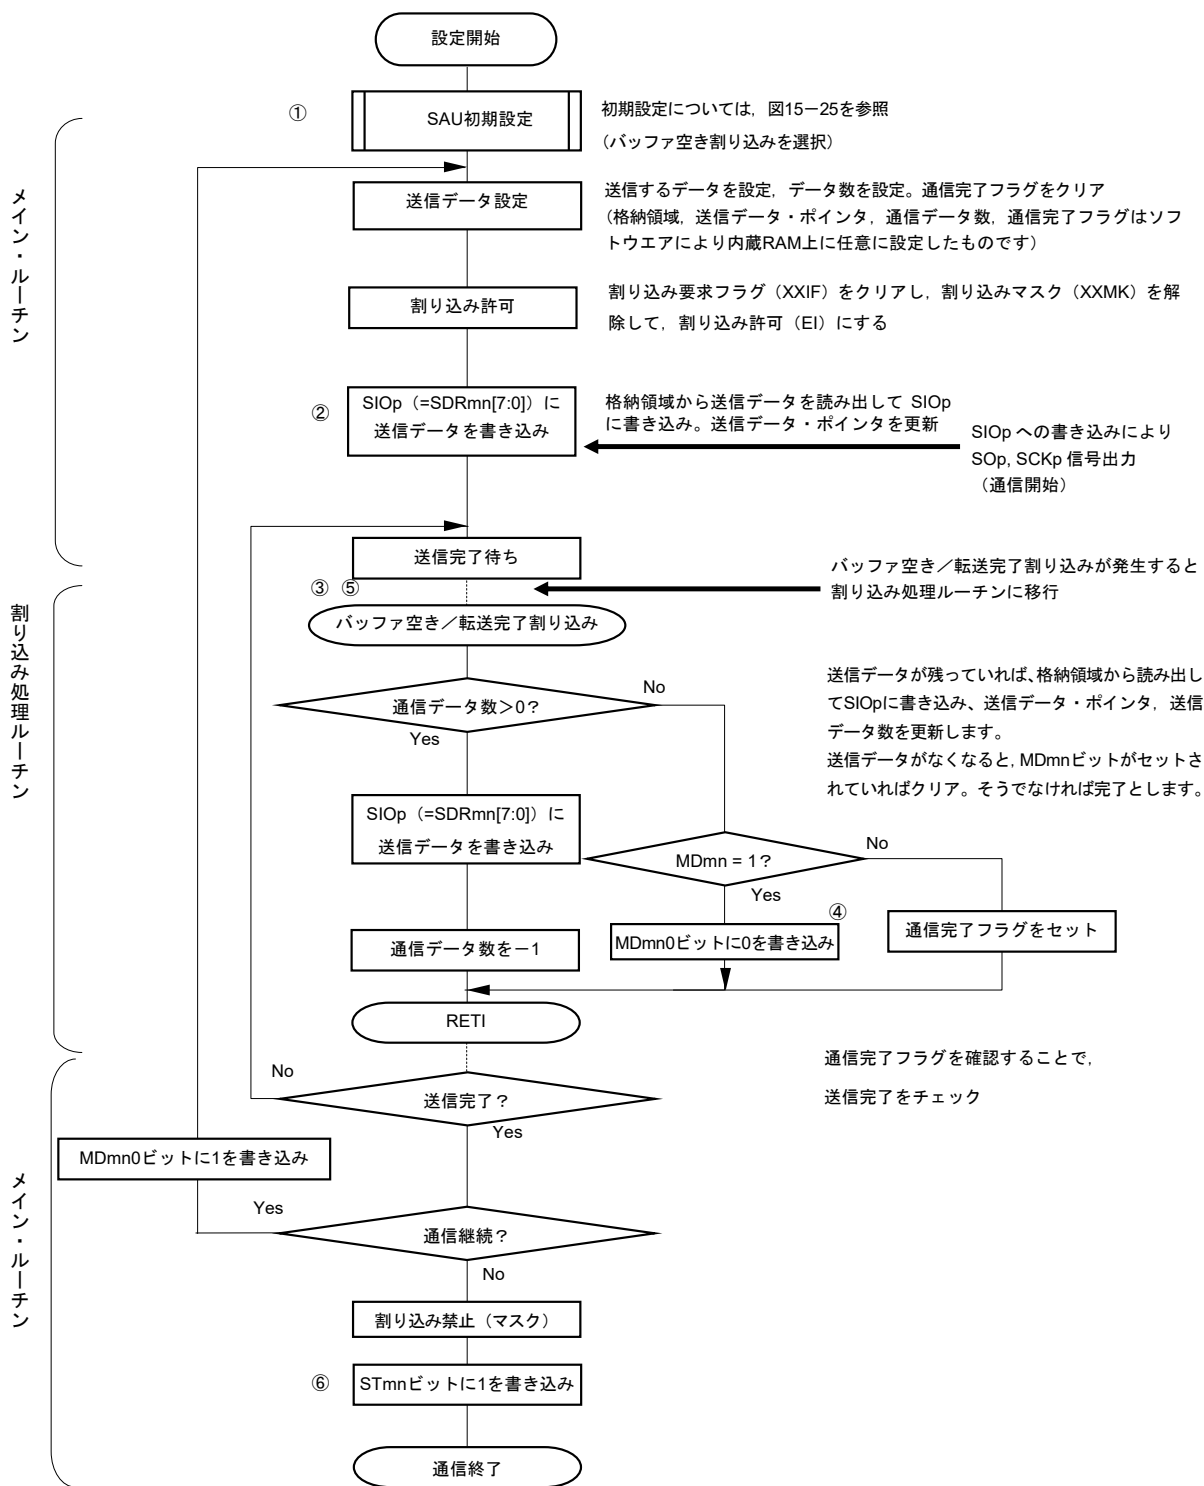 設定開始
①
SAU初期設定
初期設定については，図15－25を参照
（バッファ空き割り込みを選択）
メイン・ルーチン
送信データ設定
送信するデータを設定，データ数を設定。通信完了フラグをクリア
（格納領域，送信データ・ポインタ，通信データ数，通信完了フラグはソフ
トウエアにより内蔵RAM上に任意に設定したものです）
割り込み許可
割り込み要求フラグ（XXIF）をクリアし，割り込みマスク（XXMK）を解
除して，割り込み許可（EI）にする
②
SIOp（=SDRmn[7:0]）に
送信データを書き込み
格納領域から送信データを読み出して SIOp
に書き込み。送信データ・ポインタを更新
SIOp への書き込みにより
SOp, SCKp 信号出力
（通信開始）
送信完了待ち
③ ⑤
バッファ空き／転送完了割り込みが発生すると
割り込み処理ルーチンに移行
割り込み処理ルーチン
バッファ空き／転送完了割り込み
通信データ数＞0？
No
Yes
送信データが残っていれば、格納領域から読み出し
てSIOpに書き込み、送信データ・ポインタ，送信
データ数を更新します。
送信データがなくなると，MDmnビットがセットさ
れていればクリア。そうでなければ完了とします。
SIOp（=SDRmn[7:0]）に
送信データを書き込み
MDmn = 1？
No
Yes
④
MDmn0ビットに0を書き込み
通信完了フラグをセット
通信データ数を－1
RETI
通信完了フラグを確認することで，
送信完了をチェック
No
送信完了？
Yes
MDmn0ビットに1を書き込み
メイン・ルーチン
Yes
通信継続？
No
割り込み禁止（マスク）
⑥
STmnビットに1を書き込み
通信終了